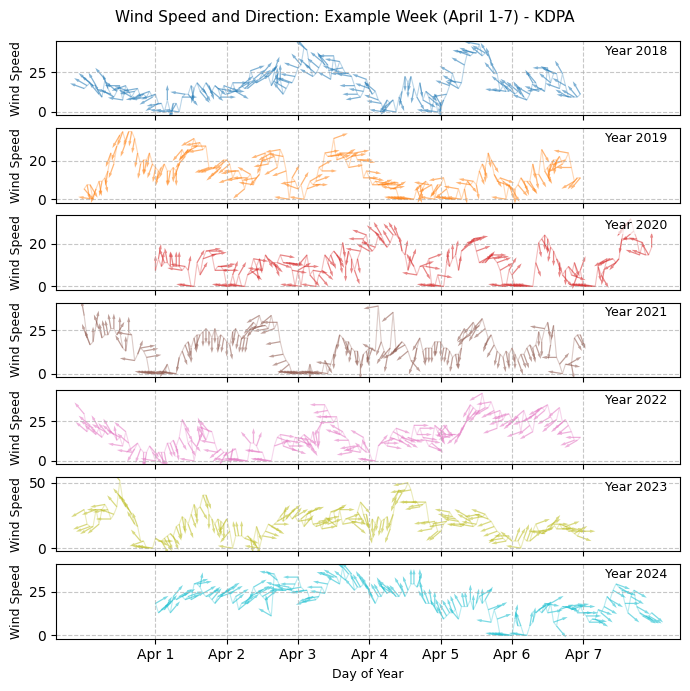 Wind Speed and Direction: Example Week (April 1-7) - KDPA
Wind Speed
25
0
Year 2018
Wind Speed
20
0
Year 2019
Wind Speed
20
0
Year 2020
Wind Speed
25
0
Year 2021
Wind Speed
25
0
Year 2022
Wind Speed
50
0
Year 2023
Wind Speed
25
0
Year 2024
Apr 1 Apr 2 Apr 3 Apr 4 Apr 5 Apr 6 Apr 7
Day of Year